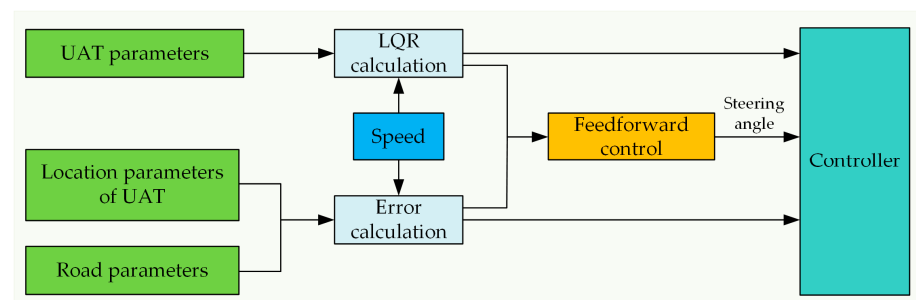 UAT parameters
LQR
calculation
Speed
Feedforward
control
Steering
angle
Controller
Location parameters
of UAT
Error
calculation
Road parameters